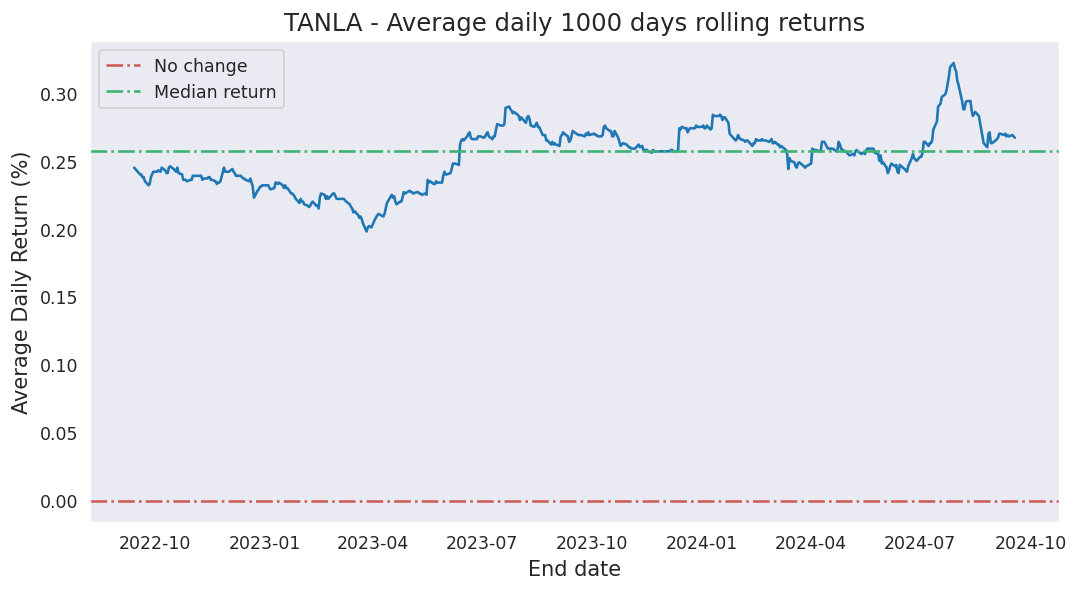 TANLA - Average daily 1000 days rolling returns
No change
Median return
Average Daily Return (%)
0.30
0.25
0.20
0.15
0.10
0.05
0.00
2022-10 2023-01 2023-04 2023-07 2023-10 2024-01 2024-04 2024-07 2024-10
End date